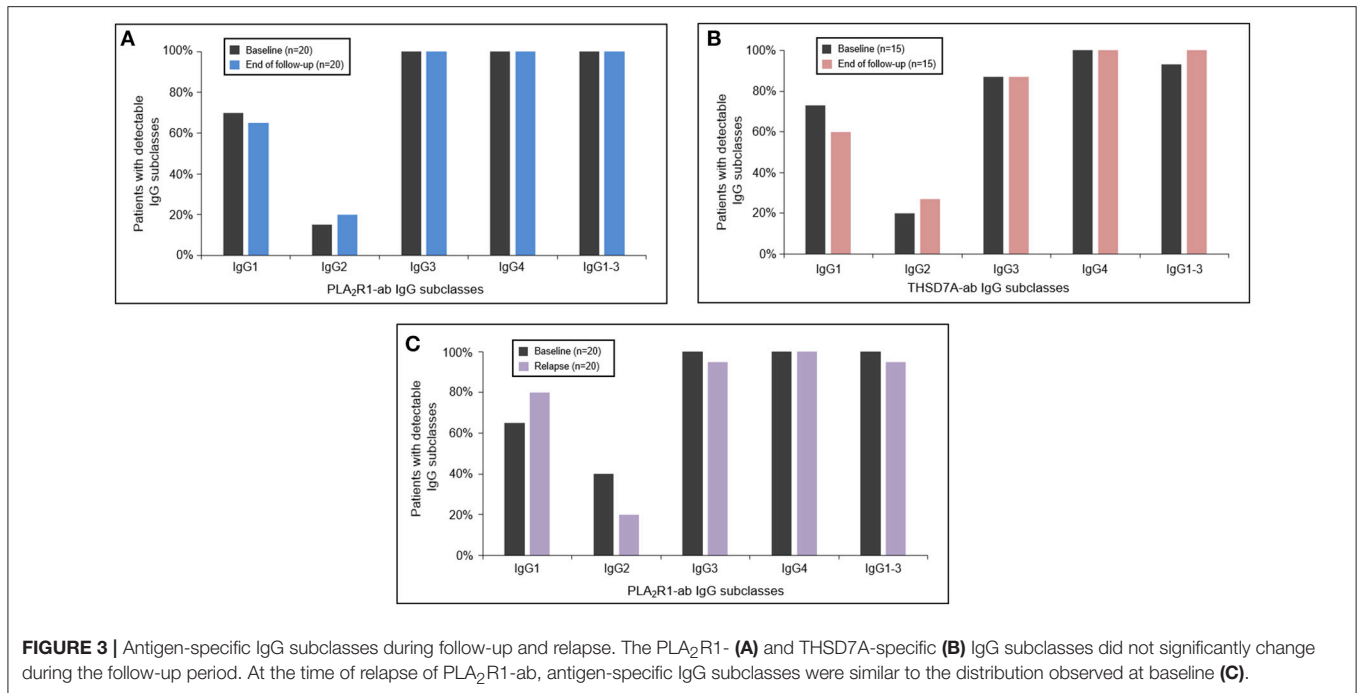 A
100%
80%
60%
40%
20%
0%
Patients with detectable
IgG subclasses
Baseline (n=20)
End of follow-up (n=20)
IgG1 IgG2 IgG3 IgG4 IgG1-3
PLA₂R1-ab IgG subclasses
B
100%
80%
60%
40%
20%
0%
Patients with detectable
IgG subclasses
Baseline (n=15)
End of follow-up (n=15)
IgG1 IgG2 IgG3 IgG4 IgG1-3
THSD7A-ab IgG subclasses
C
100%
80%
60%
40%
20%
0%
Patients with detectable
IgG subclasses
Baseline (n=20)
Relapse (n=20)
IgG1 IgG2 IgG3 IgG4 IgG1-3
PLA₂R1-ab IgG subclasses
FIGURE 3 | Antigen-specific IgG subclasses during follow-up and relapse. The PLA₂R1- (A) and THSD7A-specific (B) IgG subclasses did not significantly change
during the follow-up period. At the time of relapse of PLA₂R1-ab, antigen-specific IgG subclasses were similar to the distribution observed at baseline (C).